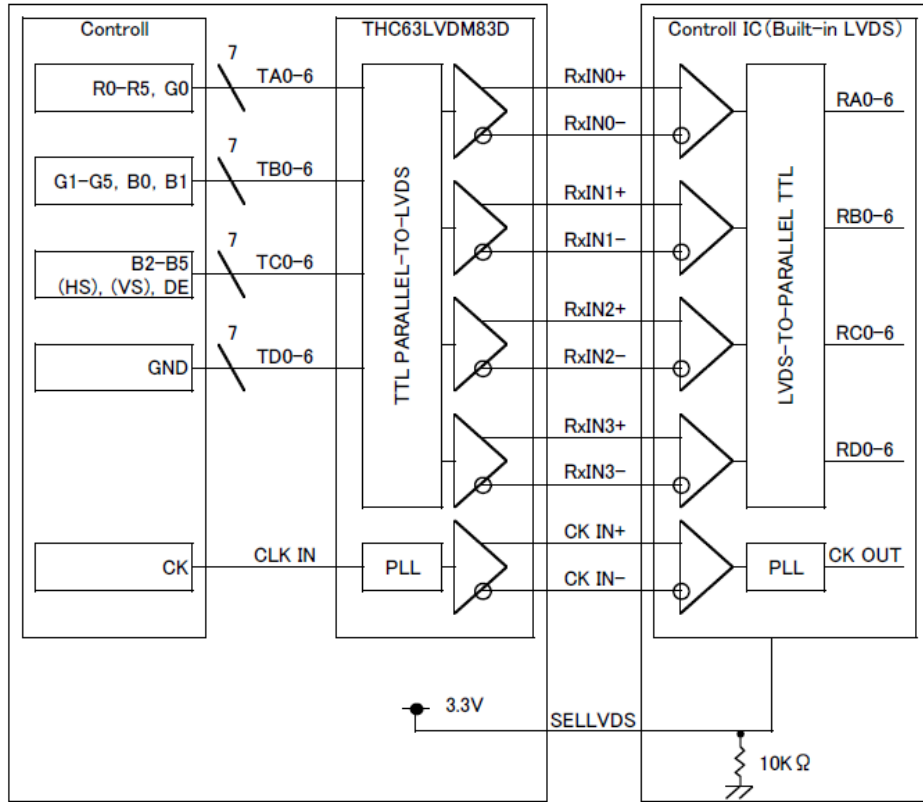 Controll
THC63LVDM83D
Controll IC(Built-in LVDS)
R0-R5, G0
7
TA0-6
RxIN0+
RxIN0-
RA0-6
G1-G5, B0, B1
7
TB0-6
RxIN1+
RxIN1-
RB0-6
B2-B5
(HS), (VS), DE
7
TC0-6
RxIN2+
RxIN2-
RC0-6
GND
7
TD0-6
RxIN3+
RxIN3-
RD0-6
TTL PARALLEL-TO-LVDS
LVDS-TO-PARALLEL TTL
CK
CLK IN
PLL
CK IN+
CK IN-
PLL
CK OUT
3.3V
SELLVDS
10KΩ